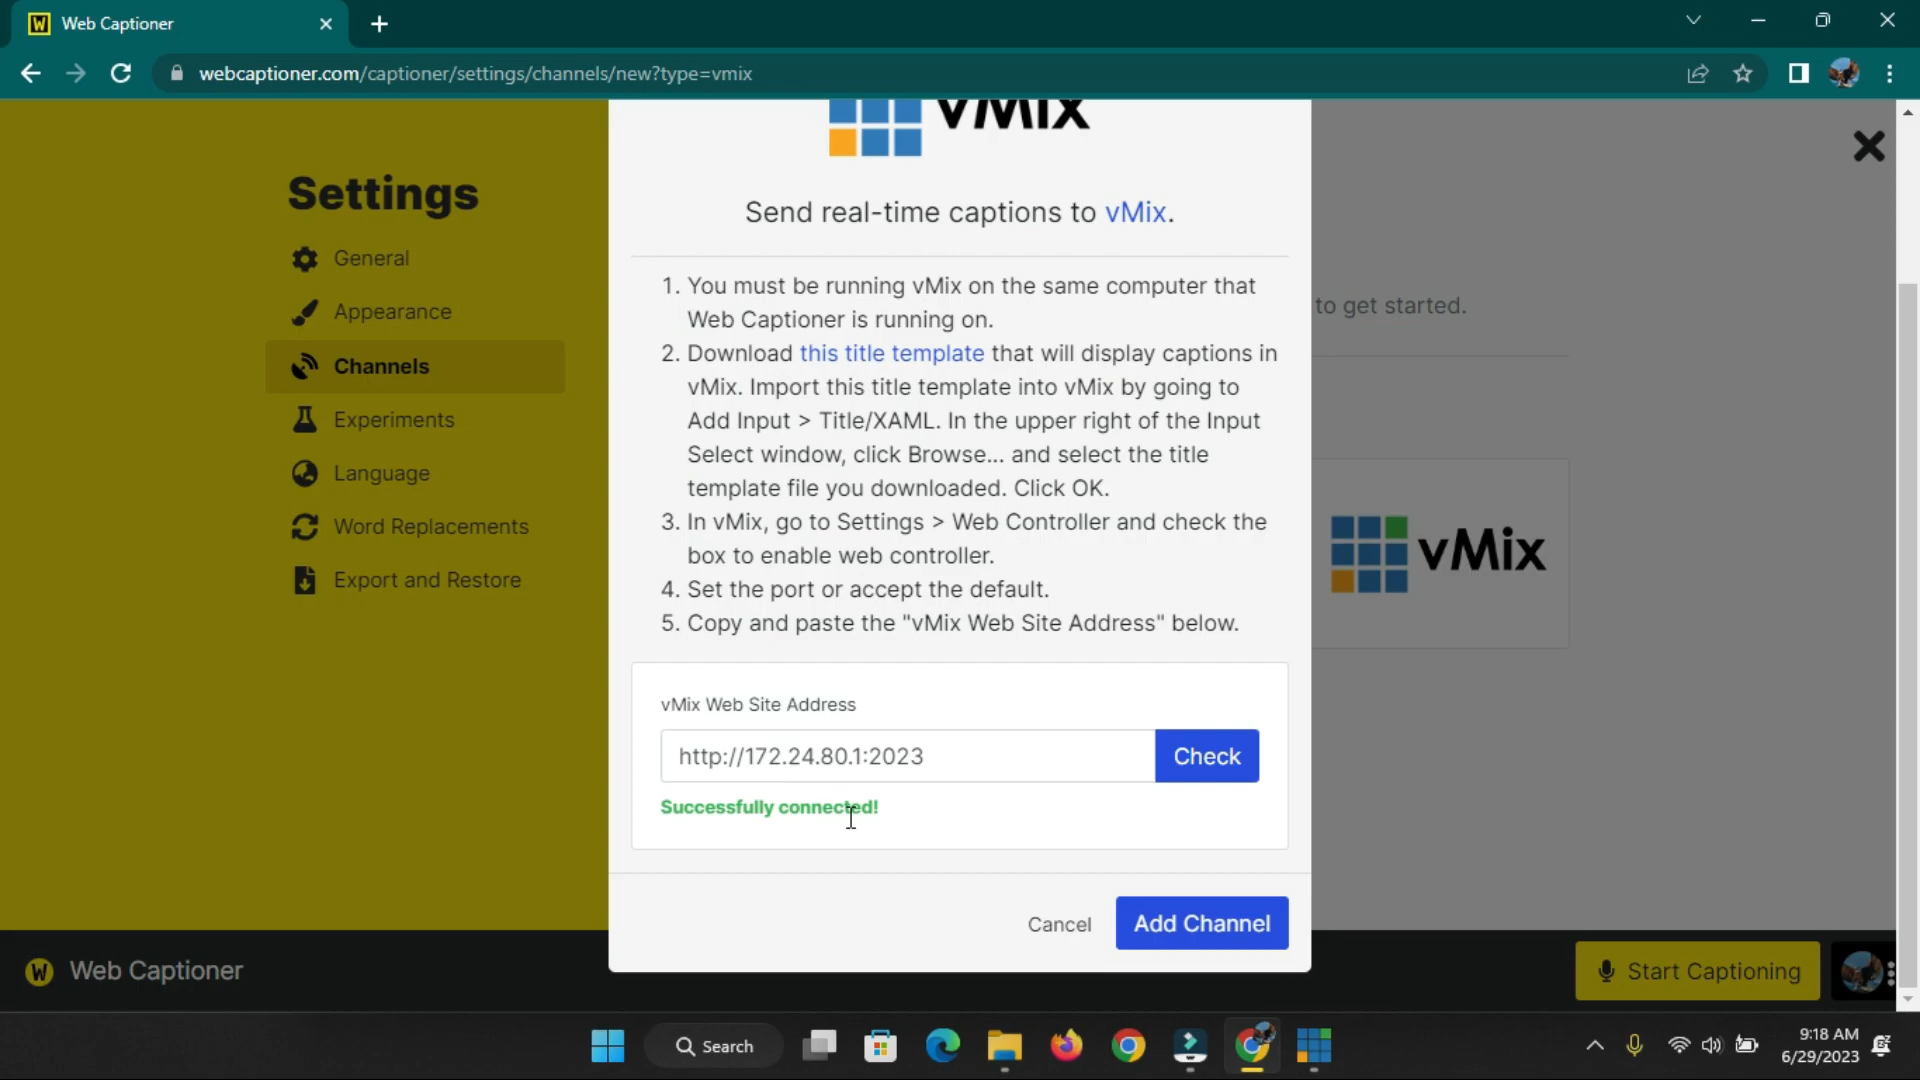 Web Captioner
webcaptioner.com/captioner/settings/channels/new?type=vmix
vMix
Settings
Send real-time captions to vMix.
General
1. You must be running vMix on the same computer that
Web Captioner is running on.
to get started.
Appearance
2. Download this title template that will display captions in
vMix. Import this title template into vMix by going to
Add Input > Title/XAML. In the upper right of the Input
Select window, click Browse... and select the title
template file you downloaded. Click OK.
Channels
Experiments
Language
3. In vMix, go to Settings > Web Controller and check the
box to enable web controller.
Word Replacements
vMix
Export and Restore
4. Set the port or accept the default.
5. Copy and paste the "vMix Web Site Address" below.
vMix Web Site Address
http://172.24.80.1:2023
Check
Successfully connected!
Cancel
Add Channel
W Web Captioner
Start Captioning
Search
9:18 AM
6/29/2023